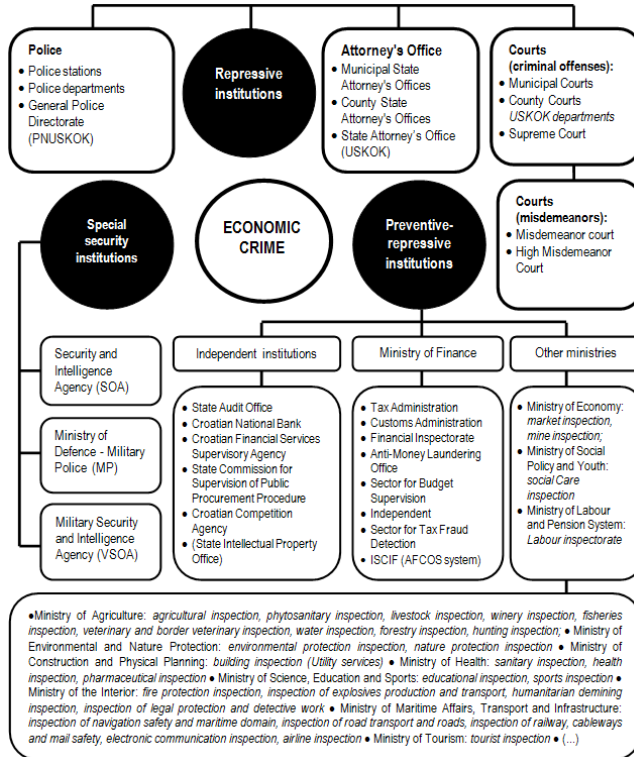 Police
● Police stations
● Police departments
● General Police
Directorate
(PNUSKOK)
Repressive
institutions
Attorney's Office
● Municipal State
Attorney's Offices
● County State
Attorney's Offices
● State Attorney's Office
(USKOK)
Courts
(criminal offenses):
● Municipal Courts
● County Courts
USKOK departments
● Supreme Court
Special
security
institutions
ECONOMIC
CRIME
Preventive-
repressive
institutions
Courts
(misdemeanors):
● Misdemeanor court
● High Misdemeanor
Court
Security and
Intelligence
Agency (SOA)
Ministry of
Defence - Military
Police (MP)
Military Security
and Intelligence
Agency (VSOA)
Independent institutions
● State Audit Office
● Croatian National Bank
● Croatian Financial Services
Supervisory Agency
● State Commission for
Supervision of Public
Procurement Procedure
● Croatian Competition
Agency
● (State Intellectual Property
Office)
Ministry of Finance
● Tax Administration
● Customs Administration
● Financial Inspectorate
● Anti-Money Laundering
Office
● Sector for Budget
Supervision
● Independent
● Sector for Tax Fraud
Detection
● ISCIF (AFCOS system)
Other ministries
● Ministry of Economy:
market inspection,
mine inspection;
● Ministry of Social
Policy and Youth:
social Care
inspection
● Ministry of Labour
and Pension System:
Labour inspectorate
●Ministry of Agriculture: agricultural inspection, phytosanitary inspection, livestock inspection, winery inspection, fisheries
inspection, veterinary and border veterinary inspection, water inspection, forestry inspection, hunting inspection; ● Ministry of
Environmental and Nature Protection: environmental protection inspection, nature protection inspection ● Ministry of
Construction and Physical Planning: building inspection (Utility services) ● Ministry of Health: sanitary inspection, health
inspection, pharmaceutical inspection ● Ministry of Science, Education and Sports: educational inspection, sports inspection ●
Ministry of the Interior: fire protection inspection, inspection of explosives production and transport, humanitarian demining
inspection, inspection of legal protection and detective work ● Ministry of Maritime Affairs, Transport and Infrastructure:
inspection of navigation safety and maritime domain, inspection of road transport and roads, inspection of railway, cableways
and mail safety, electronic communication inspection, airline inspection ● Ministry of Tourism: tourist inspection ● (...)